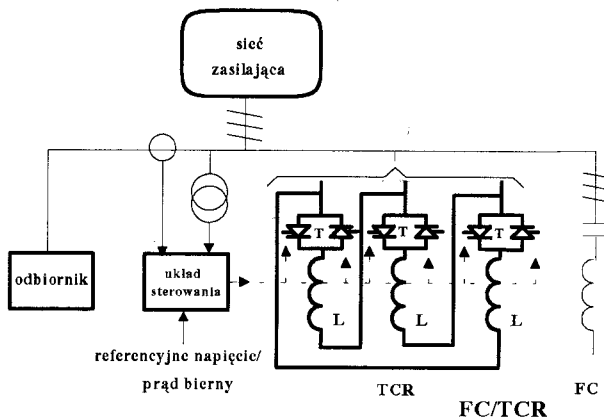 sieć
zasilająca
odbiornik
układ
sterowania
T
T
T
L
L
L
referencyjne napięcie/
prąd bierny
TCR
FC
FC/TCR